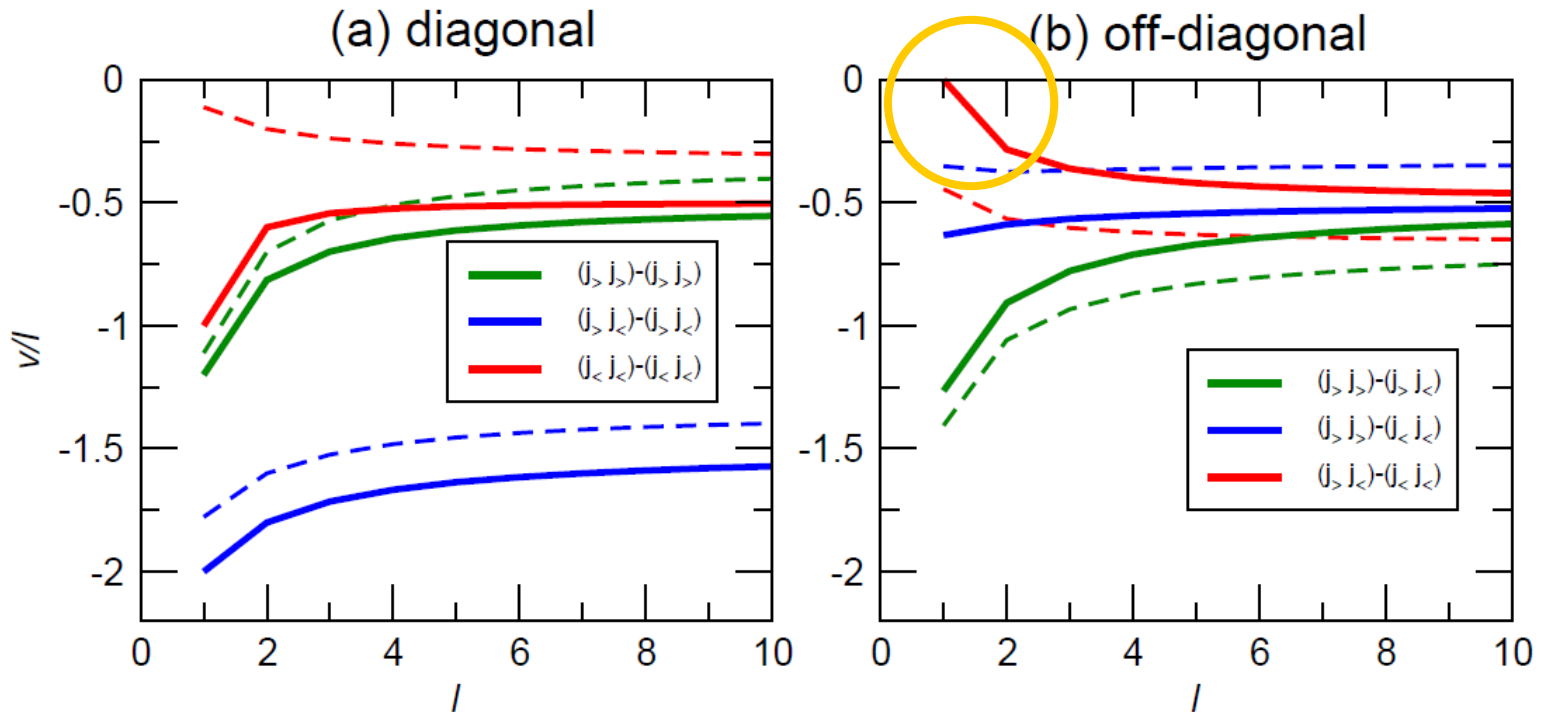 (a) diagonal
(b) off-diagonal
0
-0.5
-1
-1.5
-2
v/l
(j> j>)-(j> j>)
(j> j<)-(j> j<)
(j< j<)-(j< j<)
0 2 4 6 8 10
l
0
-0.5
-1
-1.5
-2
(j> j>)-(j> j<)
(j> j>)-(j< j<)
(j> j<)-(j< j<)
0 2 4 6 8 10
l